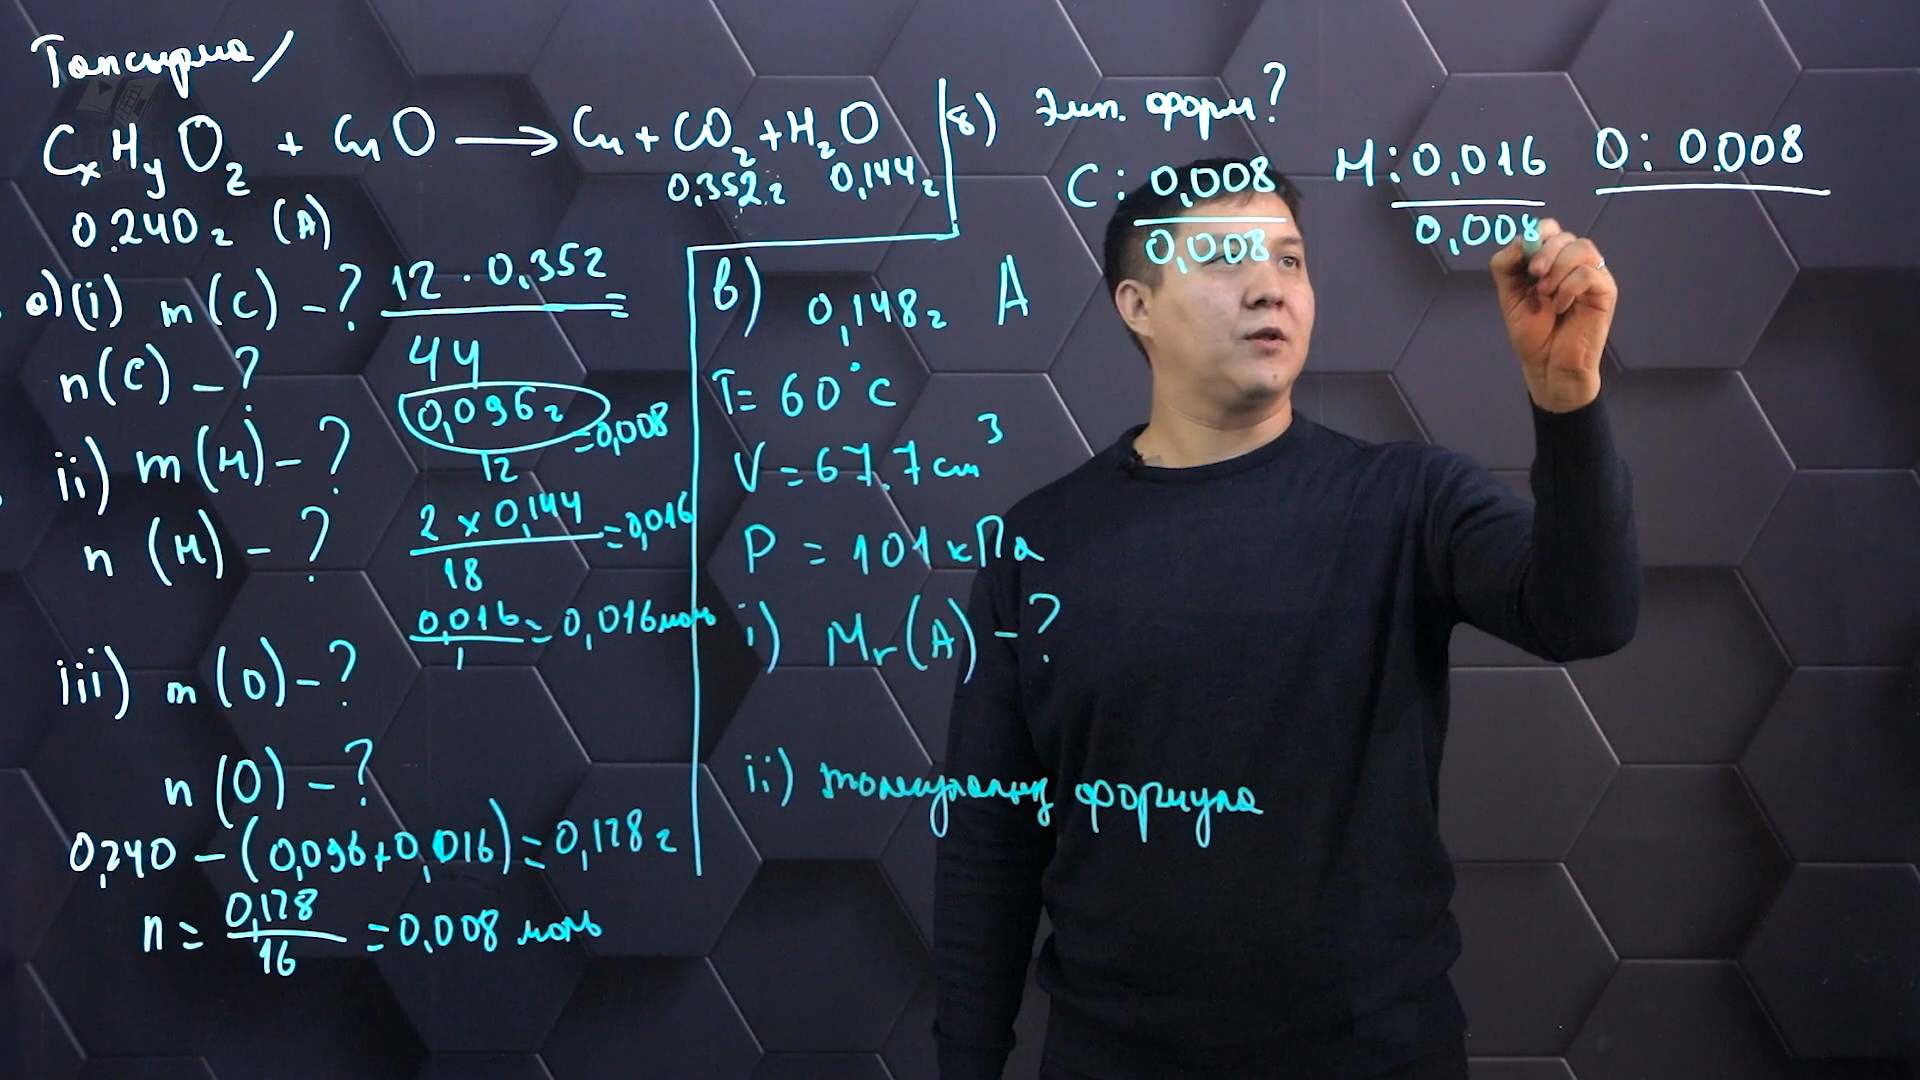 Тапсырма/
CxHyOz + CuO → Cu + CO2 + H2O
0,352г 0,144г
0.240г (A)
а)(i) m(C) - ? 12 · 0,352 =
44
n(C) - ? 0,096г = 0,008
12
ii) m(H) - ? 2 x 0,144 = 0,016
18
n(H) - ? 0,016 = 0,016моль
1
iii) m(O) - ?
n(O) - ?
0,240 - (0,096 + 0,016) = 0,128г
n = 0,128 = 0,008 моль
16
б) Эмп. форм?
C: 0,008 H: 0,016 O: 0.008
0,008 0,008
в) 0,148г A
T = 60°C
V = 67.7 cm³
P = 101 кПа
i) Mr(A) - ?
ii) молекулалық формула